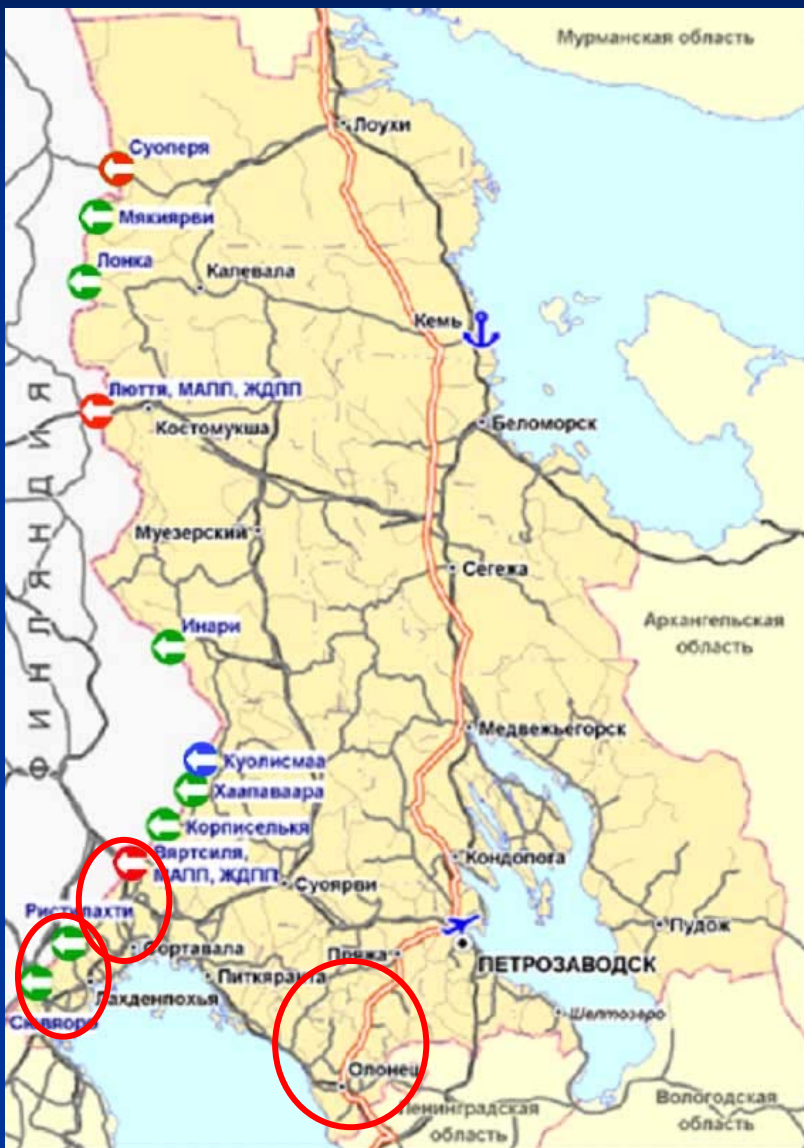 Мурманская область
Лоухи
Суоперя
Мякиярви
Лонка
Калевала
Кемь
Люття, МАПП, ЖДПП
Костомукша
Беломорск
ФИНЛЯНДИЯ
Муезерский
Сегежа
Инари
Архангельская
область
Медвежьегорск
Куолисмаа
Хаапаваара
Корписелькя
Вяртсиля,
МАПП, ЖДПП
Кондопога
Суоярви
Ристилахти
Сортавала
Пряжа
Пудож
ПЕТРОЗАВОДСК
Питкяранта
Лахденпохья
Шелтозеро
Олонец
Ленинградская
область
Вологодская
область